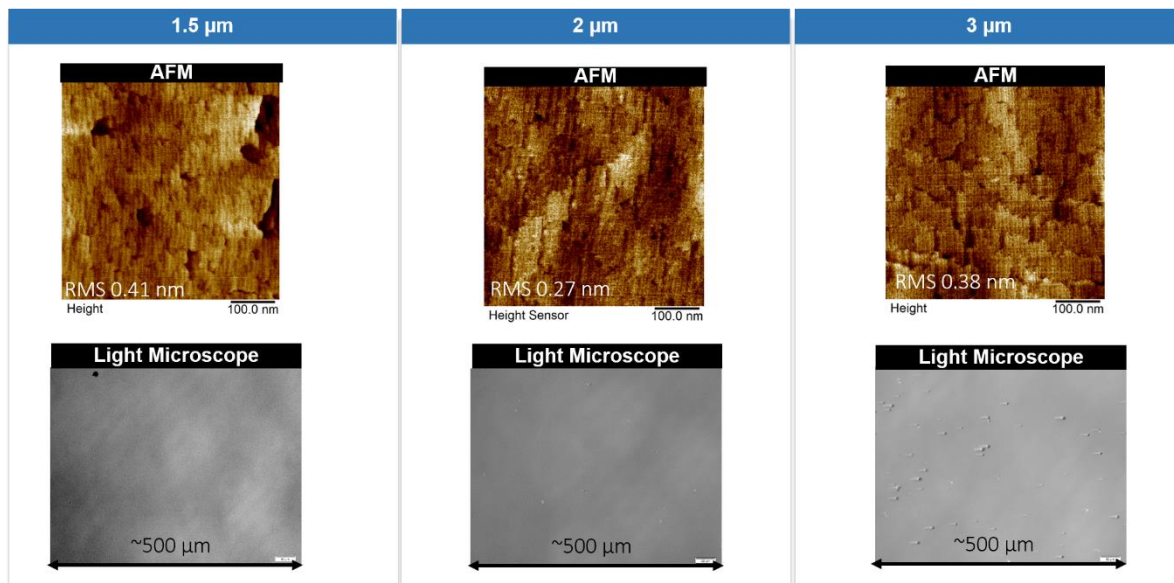 1.5 µm
AFM
RMS 0.41 nm
Height
100.0 nm
Light Microscope
~500 µm
2 µm
AFM
RMS 0.27 nm
Height Sensor
100.0 nm
Light Microscope
~500 µm
3 µm
AFM
RMS 0.38 nm
Height
100.0 nm
Light Microscope
~500 µm